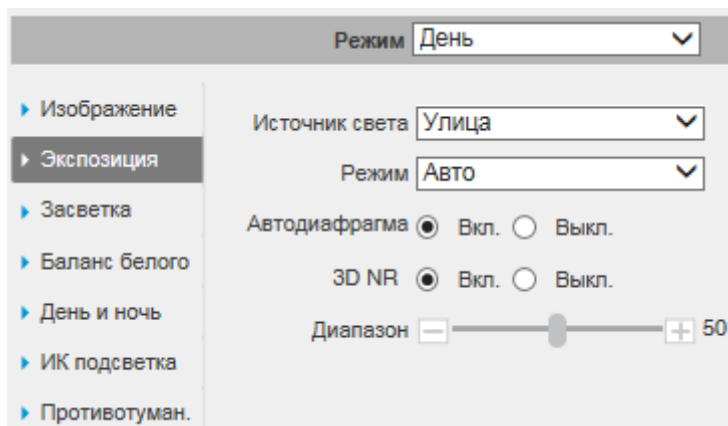 Режим День
Изображение
Источник света Улица
Экспозиция
Режим Авто
Засветка
Автодиафрагма Вкл. Выкл.
Баланс белого
3D NR Вкл. Выкл.
День и ночь
Диапазон 50
ИК подсветка
Противотуман.